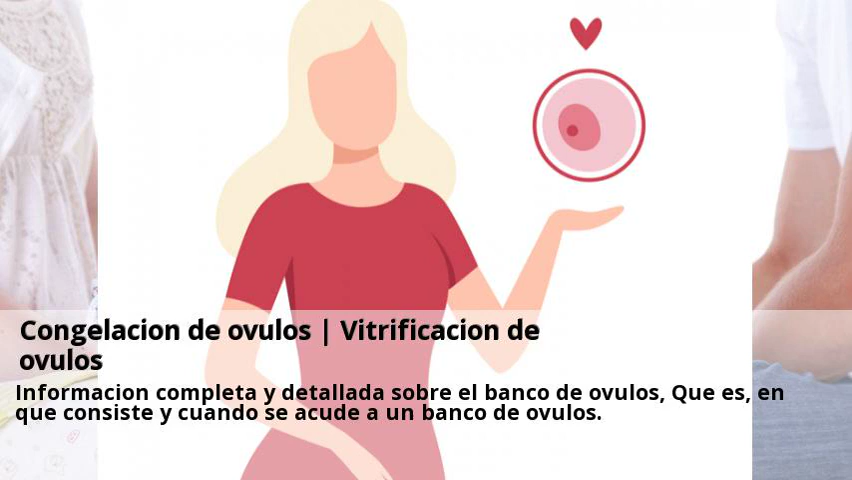 Congelacion de ovulos | Vitrificacion de
ovulos
Informacion completa y detallada sobre el banco de ovulos, Que es, en
que consiste y cuando se acude a un banco de ovulos.